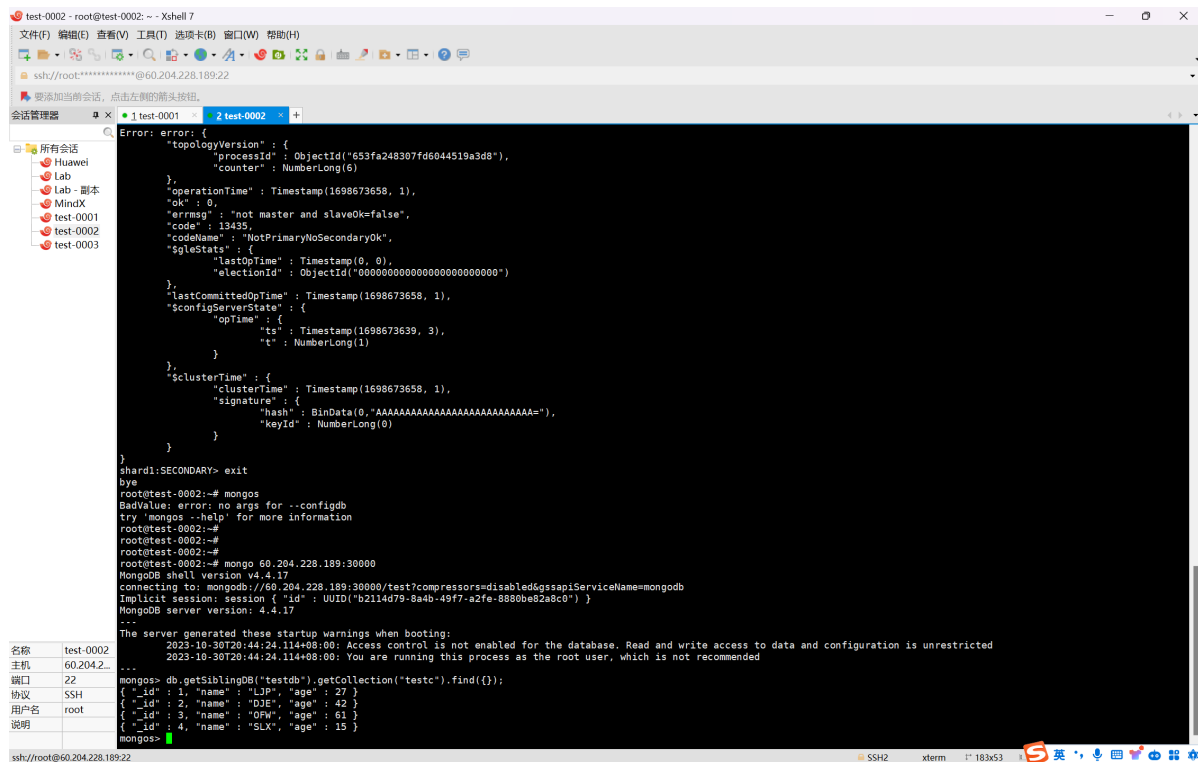 test-0002 - root@test-0002: ~ - Xshell 7
文件(F) 编辑(E) 查看(V) 工具(T) 选项卡(B) 窗口(W) 帮助(H)
ssh://root:*************@60.204.228.189:22
要添加当前会话，点击左侧的箭头按钮。
会话管理器
1 test-0001
2 test-0002
所有会话
Huawei
Lab
Lab - 副本
MindX
test-0001
test-0002
test-0003
Error: error: {
"topologyVersion" : {
"processId" : ObjectId("653fa248307fd6044519a3d8"),
"counter" : NumberLong(6)
},
"operationTime" : Timestamp(1698673658, 1),
"ok" : 0,
"errmsg" : "not master and slaveOk=false",
"code" : 13435,
"codeName" : "NotPrimaryNoSecondaryOk",
"$gleStats" : {
"lastOpTime" : Timestamp(0, 0),
"electionId" : ObjectId("000000000000000000000000")
},
"lastCommittedOpTime" : Timestamp(1698673658, 1),
"$configServerState" : {
"opTime" : {
"ts" : Timestamp(1698673639, 3),
"t" : NumberLong(1)
}
},
"$clusterTime" : {
"clusterTime" : Timestamp(1698673658, 1),
"signature" : {
"hash" : BinData(0,"AAAAAAAAAAAAAAAAAAAAAAAAAAA="),
"keyId" : NumberLong(0)
}
}
}
shard1:SECONDARY> exit
bye
root@test-0002:~# mongos
BadValue: error: no args for --configdb
try 'mongos --help' for more information
root@test-0002:~#
root@test-0002:~#
root@test-0002:~#
root@test-0002:~# mongo 60.204.228.189:30000
MongoDB shell version v4.4.17
connecting to: mongodb://60.204.228.189:30000/test?compressors=disabled&gssapiServiceName=mongodb
Implicit session: session { "id" : UUID("b2114d79-8a4b-49f7-a2fe-8880be82a8c0") }
MongoDB server version: 4.4.17
---
The server generated these startup warnings when booting:
2023-10-30T20:44:24.114+08:00: Access control is not enabled for the database. Read and write access to data and configuration is unrestricted
2023-10-30T20:44:24.114+08:00: You are running this process as the root user, which is not recommended
---
mongos> db.getSiblingDB("testdb").getCollection("testc").find({});
{ "_id" : 1, "name" : "LJP", "age" : 27 }
{ "_id" : 2, "name" : "DJE", "age" : 42 }
{ "_id" : 3, "name" : "OFW", "age" : 61 }
{ "_id" : 4, "name" : "SLX", "age" : 15 }
mongos>
名称 test-0002
主机 60.204.2...
端口 22
协议 SSH
用户名 root
说明
ssh://root@60.204.228.189:22
SSH2 xterm 183x53
英